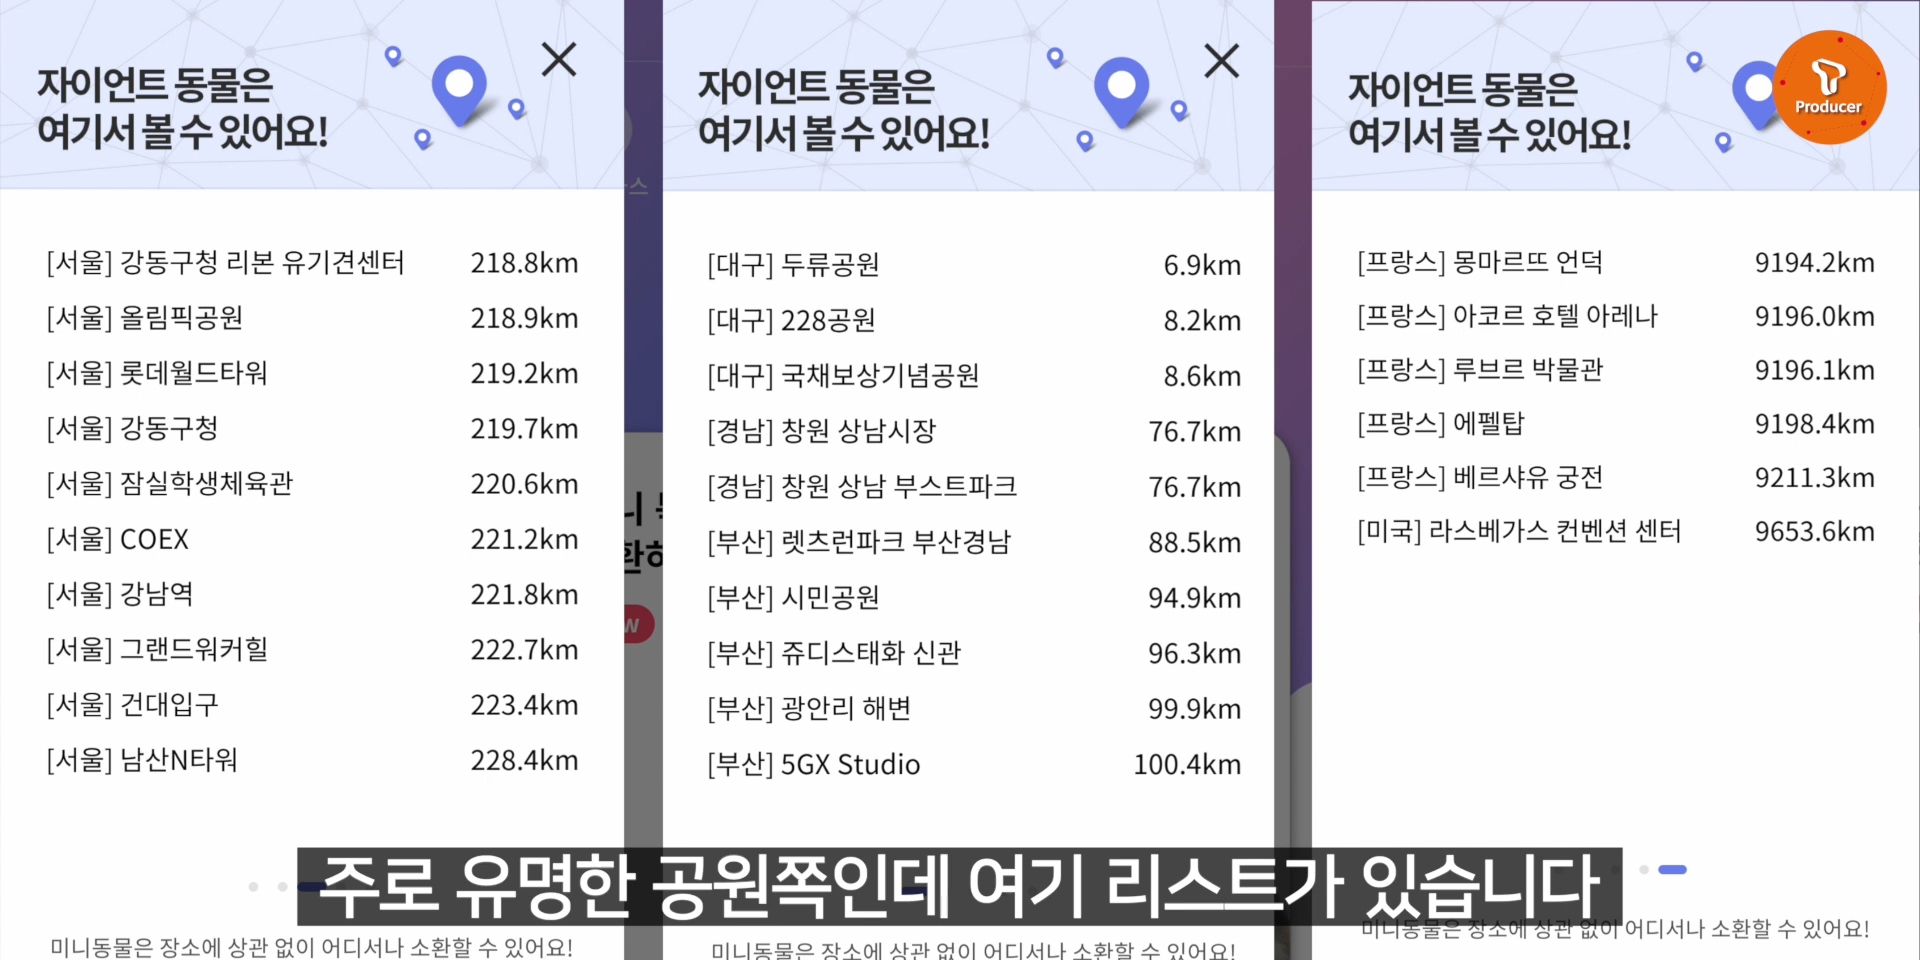 자이언트 동물은
여기서 볼 수 있어요!
[서울] 강동구청 리본 유기견센터 218.8km
[서울] 올림픽공원 218.9km
[서울] 롯데월드타워 219.2km
[서울] 강동구청 219.7km
[서울] 잠실학생체육관 220.6km
[서울] COEX 221.2km
[서울] 강남역 221.8km
[서울] 그랜드워커힐 222.7km
[서울] 건대입구 223.4km
[서울] 남산N타워 228.4km
미니동물은 장소에 상관 없이 어디서나 소환할 수 있어요!
자이언트 동물은
여기서 볼 수 있어요!
[대구] 두류공원 6.9km
[대구] 228공원 8.2km
[대구] 국채보상기념공원 8.6km
[경남] 창원 상남시장 76.7km
[경남] 창원 상남 부스트파크 76.7km
[부산] 렛츠런파크 부산경남 88.5km
[부산] 시민공원 94.9km
[부산] 쥬디스태화 신관 96.3km
[부산] 광안리 해변 99.9km
[부산] 5GX Studio 100.4km
미니동물은 장소에 상관 없이 어디서나 소환할 수 있어요!
자이언트 동물은
여기서 볼 수 있어요!
Producer
[프랑스] 몽마르뜨 언덕 9194.2km
[프랑스] 아코르 호텔 아레나 9196.0km
[프랑스] 루브르 박물관 9196.1km
[프랑스] 에펠탑 9198.4km
[프랑스] 베르샤유 궁전 9211.3km
[미국] 라스베가스 컨벤션 센터 9653.6km
미니동물은 장소에 상관 없이 어디서나 소환할 수 있어요!
주로 유명한 공원쪽인데 여기 리스트가 있습니다